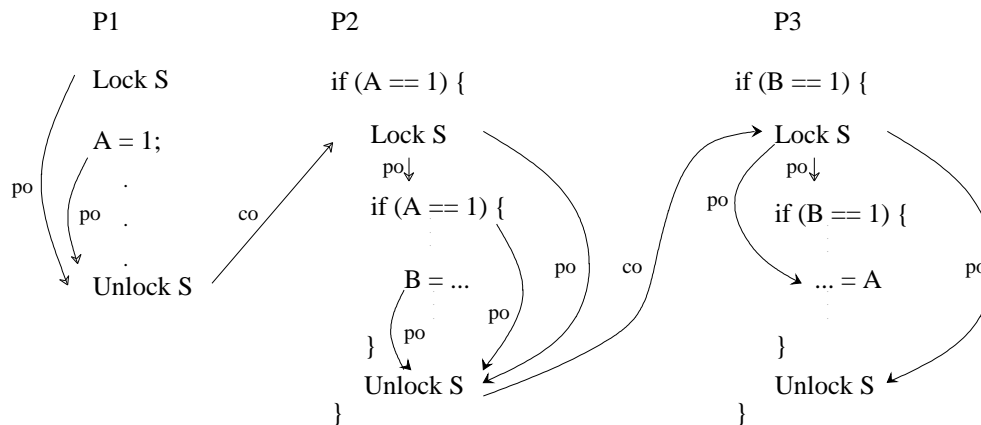 P1
Lock S
A = 1;
.
.
.
Unlock S
po
po
co
P2
if (A == 1) {
Lock S
po
if (A == 1) {
B = ...
po
po
po
}
Unlock S
}
co
P3
if (B == 1) {
Lock S
po
po
if (B == 1) {
... = A
po
}
Unlock S
}